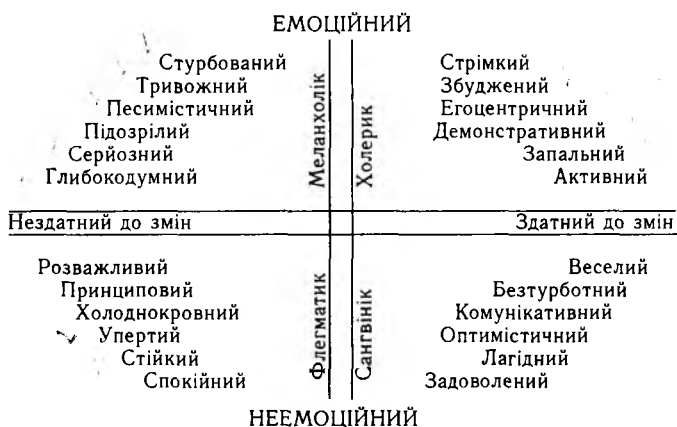 ЕМОЦІЙНИЙ
Стурбований
Тривожний
Песимістичний
Підозрілий
Серйозний
Глибокодумний
Меланхолік
Холерик
Стрімкий
Збуджений
Егоцентричний
Демонстративний
Запальний
Активний
Нездатний до змін
Здатний до змін
Розважливий
Принциповий
Холоднокровний
Упертий
Стійкий
Спокійний
Флегматик
Сангвінік
Веселий
Безтурботний
Комунікативний
Оптимістичний
Лагідний
Задоволений
НЕЕМОЦІЙНИЙ